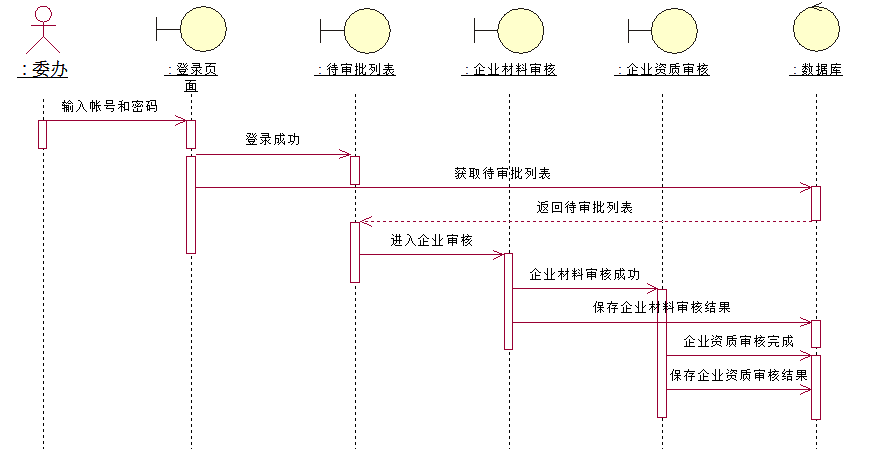 : 委办
: 登录页
面
: 待审批列表
: 企业材料审核
: 企业资质审核
: 数据库
输入帐号和密码
登录成功
获取待审批列表
返回待审批列表
进入企业审核
企业材料审核成功
保存企业材料审核结果
企业资质审核完成
保存企业资质审核结果